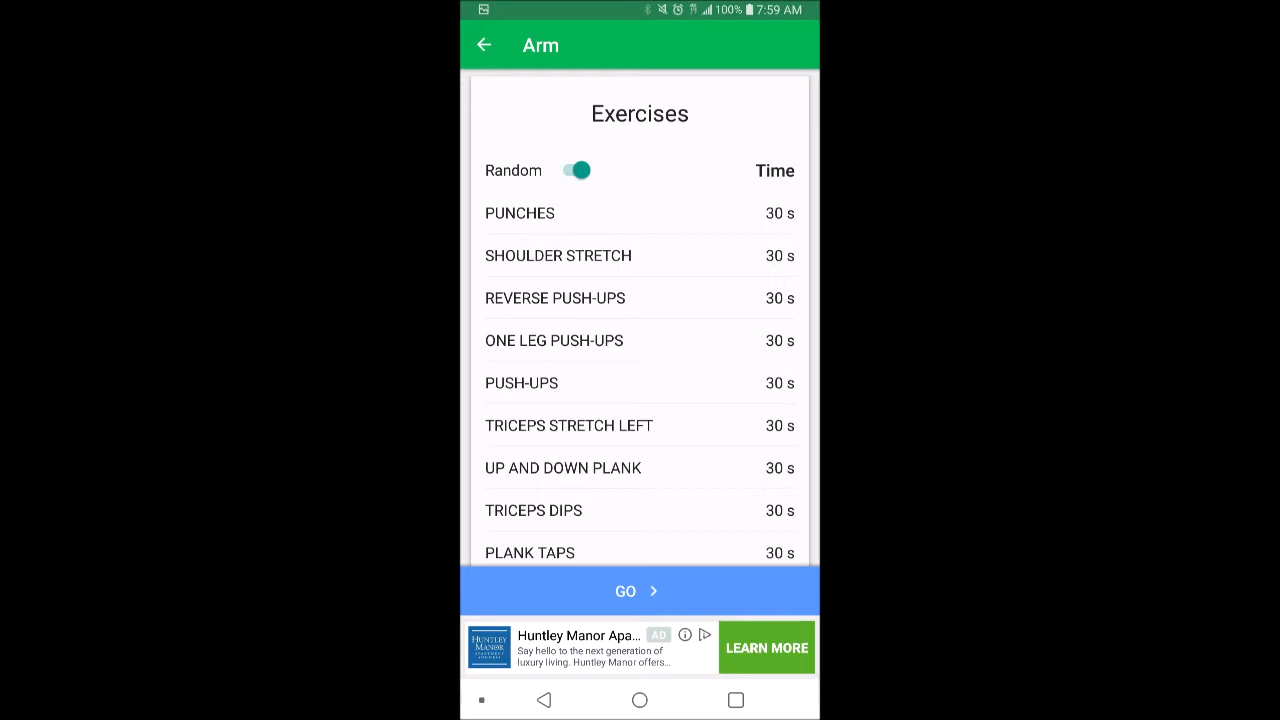 100% 7:59 AM
Arm
Exercises
Random Time
PUNCHES 30 s
SHOULDER STRETCH 30 s
REVERSE PUSH-UPS 30 s
ONE LEG PUSH-UPS 30 s
PUSH-UPS 30 s
TRICEPS STRETCH LEFT 30 s
UP AND DOWN PLANK 30 s
TRICEPS DIPS 30 s
PLANK TAPS 30 s
GO
HUNTLEY
MANOR
Huntley Manor Apa... AD
Say hello to the next generation of
luxury living. Huntley Manor offers...
LEARN MORE